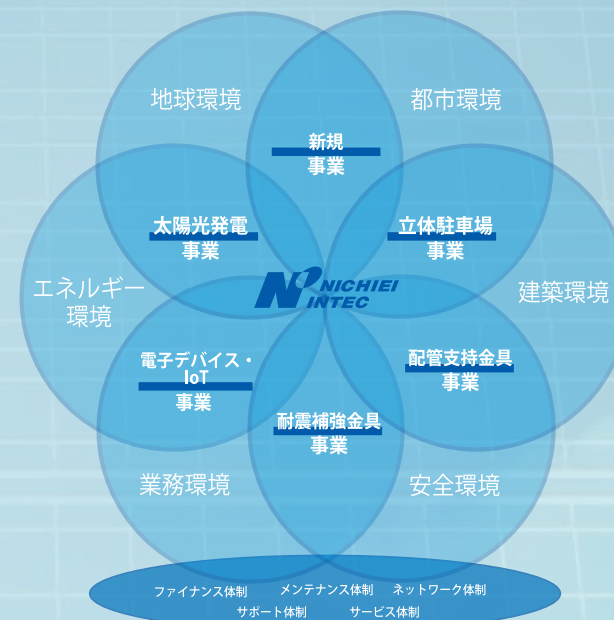 地球環境
都市環境
新規
事業
太陽光発電
事業
立体駐車場
事業
NICHIEI
INTEC
エネルギー
環境
建築環境
電子デバイス・
IoT
事業
配管支持金具
事業
耐震補強金具
事業
業務環境
安全環境
ファイナンス体制
メンテナンス体制
ネットワーク体制
サポート体制
サービス体制